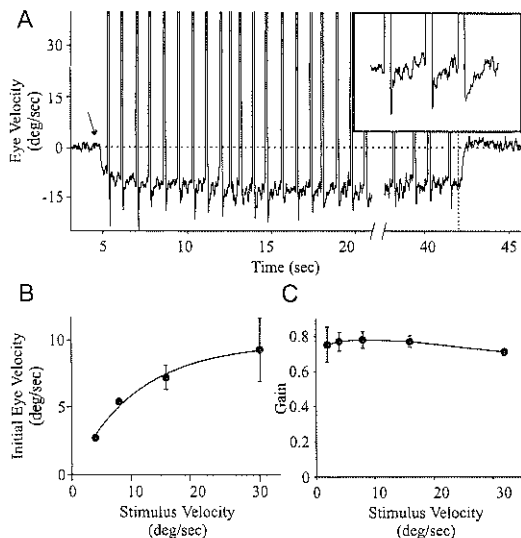 A
Eye Velocity
(deg/sec)
30
15
0
-15
5
10
15
20
40
45
Time (sec)
B
Initial Eye Velocity
(deg/sec)
10
5
0
0
10
20
30
Stimulus Velocity
(deg/sec)
C
Gain
0.8
0.6
0.4
0.2
0
0
10
20
30
Stimulus Velocity
(deg/sec)